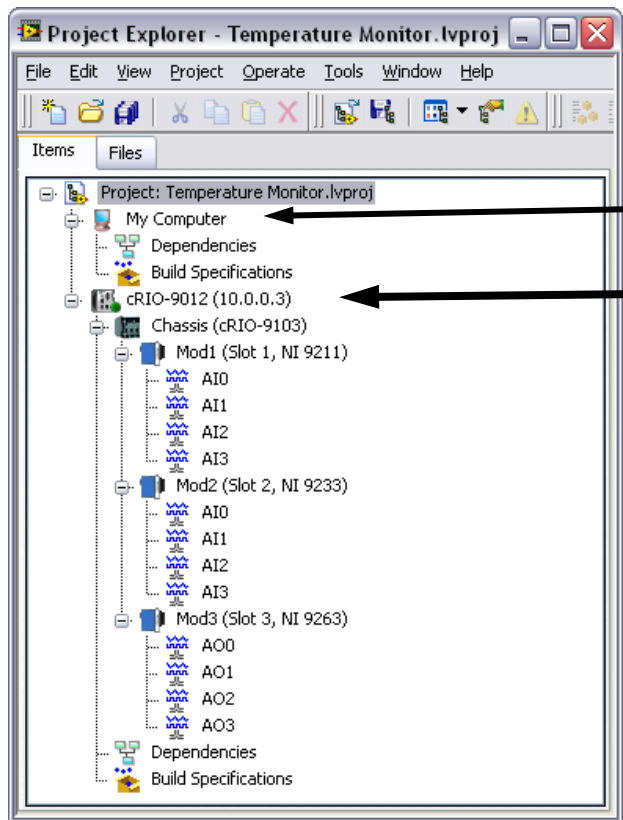 Project Explorer - Temperature Monitor.lvproj
File Edit View Project Operate Tools Window Help
Items Files
Project: Temperature Monitor.lvproj
My Computer
Dependencies
Build Specifications
cRIO-9012 (10.0.0.3)
Chassis (cRIO-9103)
Mod1 (Slot 1, NI 9211)
AI0
AI1
AI2
AI3
Mod2 (Slot 2, NI 9233)
AI0
AI1
AI2
AI3
Mod3 (Slot 3, NI 9263)
AO0
AO1
AO2
AO3
Dependencies
Build Specifications